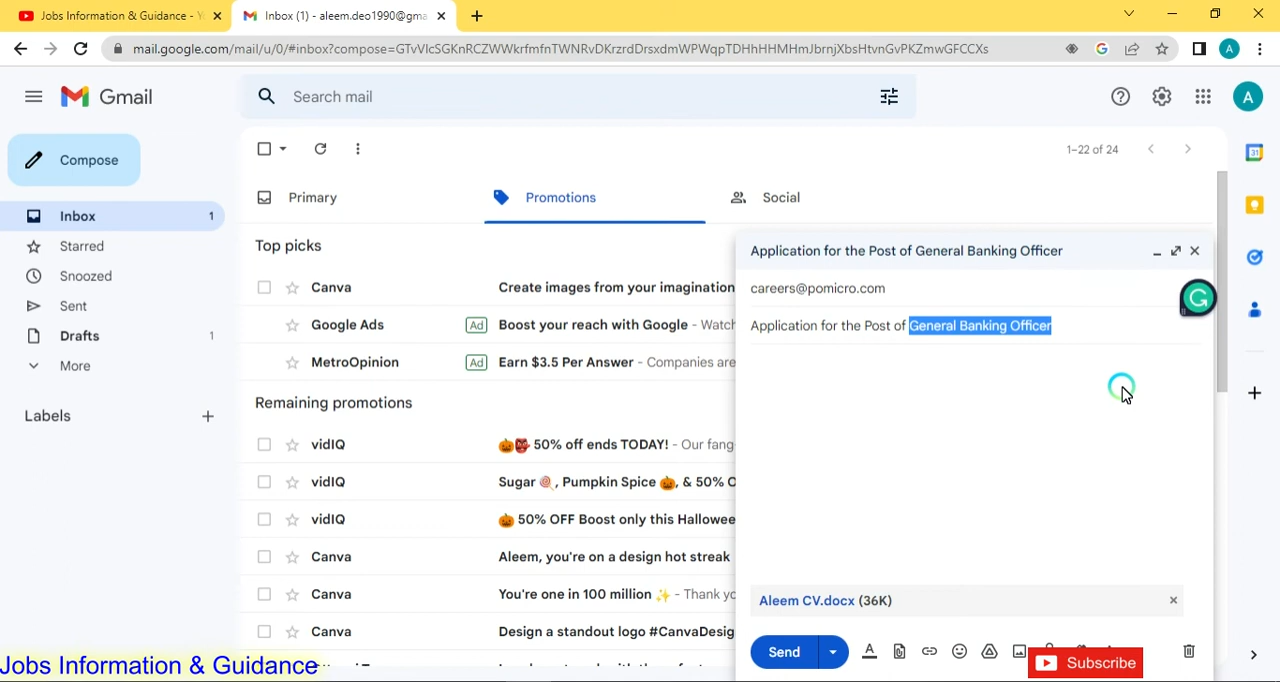 Jobs Information & Guidance - Y
Inbox (1) - aleem.deo1990@gma
mail.google.com/mail/u/0/#inbox?compose=GTvVlcSGKnRCZWWkrfmfnTWNRvDKrzrdDrsxdmWPWqpTDHhHHMHmJbrnjXbsHtvnGvPKZmwGFCCXs
A
Gmail
Search mail
A
Compose
1–22 of 24
31
Primary
Promotions
Social
Inbox 1
Starred
Snoozed
Sent
Drafts 1
More
Labels
Top picks
Canva Create images from your imagination
Google Ads Ad Boost your reach with Google - Watch
MetroOpinion Ad Earn $3.5 Per Answer - Companies are
Remaining promotions
vidIQ 🎃👺 50% off ends TODAY! - Our fang-
vidIQ Sugar 🍭, Pumpkin Spice 🎃, & 50% O
vidIQ 🎃 50% OFF Boost only this Hallowee
Canva Aleem, you're on a design hot streak
Canva You're one in 100 million ✨ - Thank yo
Canva Design a standout logo #CanvaDesig
Application for the Post of General Banking Officer
careers@pomicro.com
Application for the Post of General Banking Officer
Aleem CV.docx (36K)
Send
Subscribe
Jobs Information & Guidance